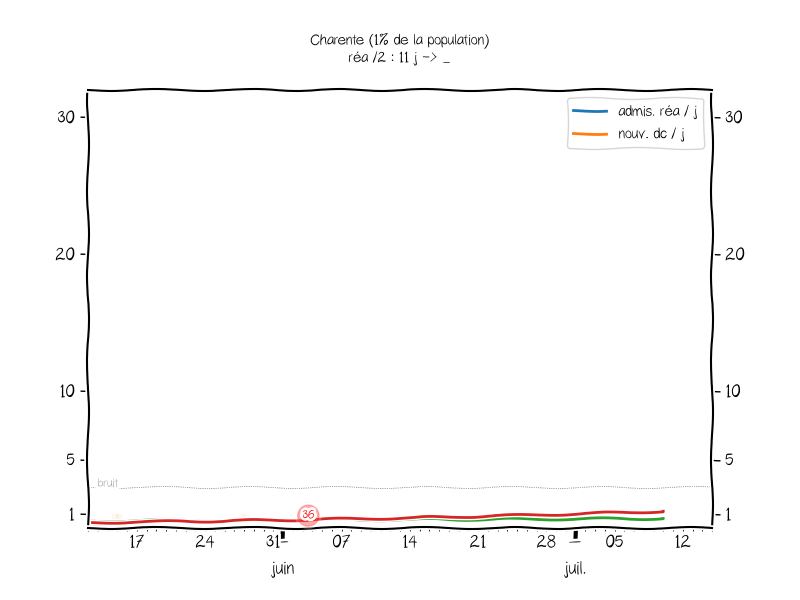 Charente (1% de la population)
réa /2 : 11 j -> _
30
30
admis. réa / j
nouv. dc / j
20
20
10
10
5
5
bruit
1
1
36
17 24 31 07 14 21 28 05 12
juin juil.